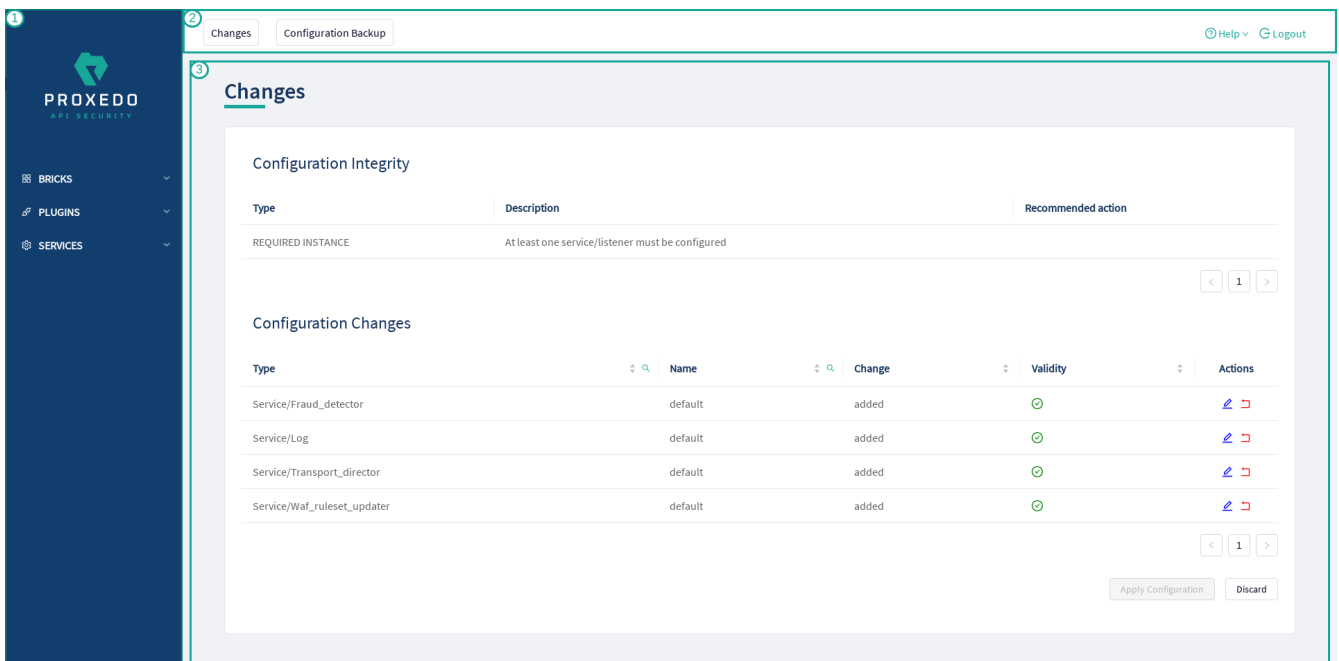 1
2
Changes Configuration Backup Help Logout
PROXEDO
API SECURITY
BRICKS
PLUGINS
SERVICES
3
Changes
Configuration Integrity
Type Description Recommended action
REQUIRED INSTANCE At least one service/listener must be configured
< 1 >
Configuration Changes
Type Name Change Validity Actions
Service/Fraud_detector default added
Service/Log default added
Service/Transport_director default added
Service/Waf_ruleset_updater default added
< 1 >
Apply Configuration Discard